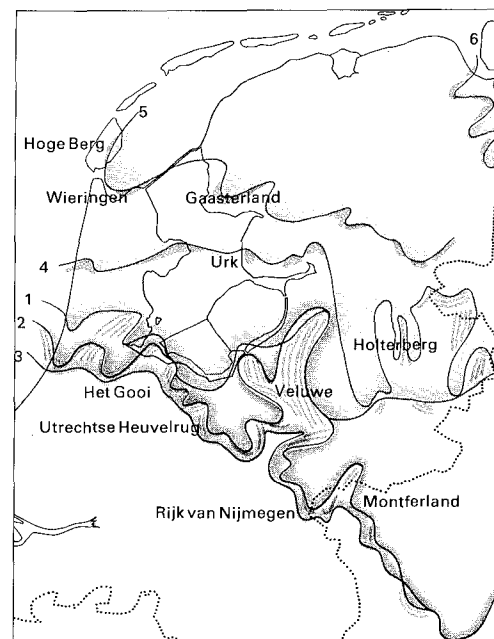 6
5
Hoge Berg
Wieringen
Gaasterland
4
Urk
1
2
3
Holterberg
Het Gooi
Veluwe
Utrechtse Heuvelrug
Montferland
Rijk van Nijmegen